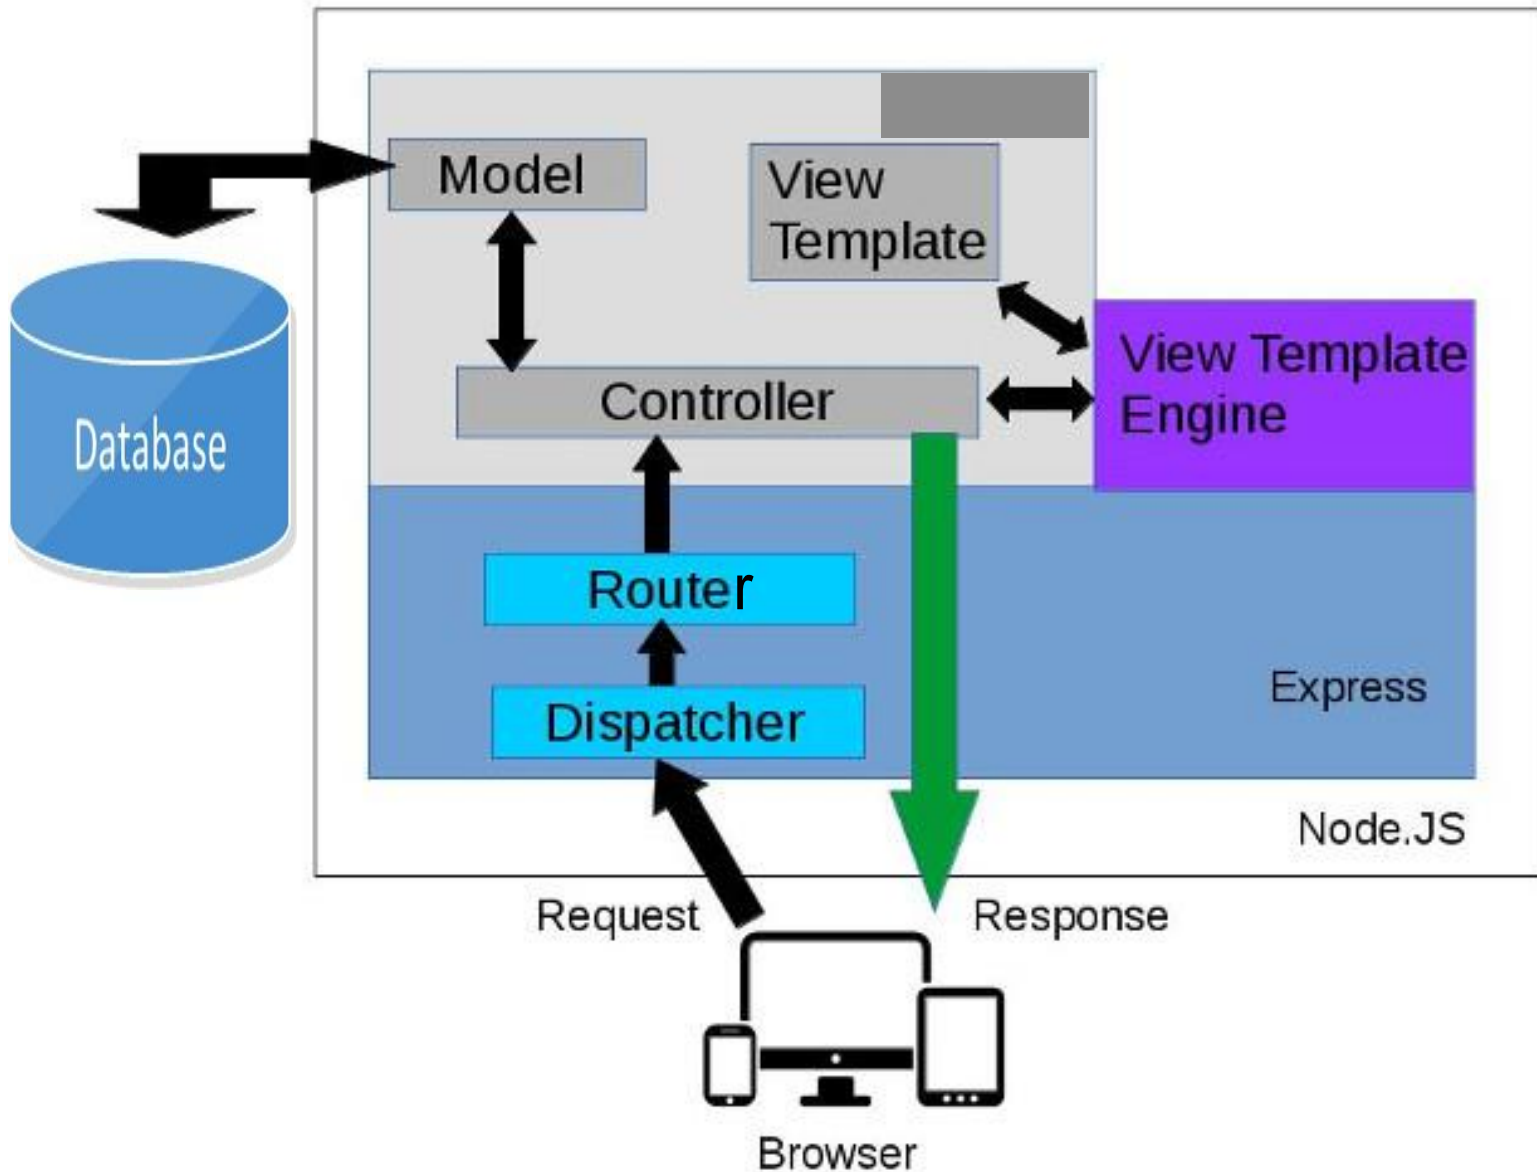 Model
View
Template
View Template
Engine
Controller
Database
Router
Express
Dispatcher
Node.JS
Request
Response
Browser